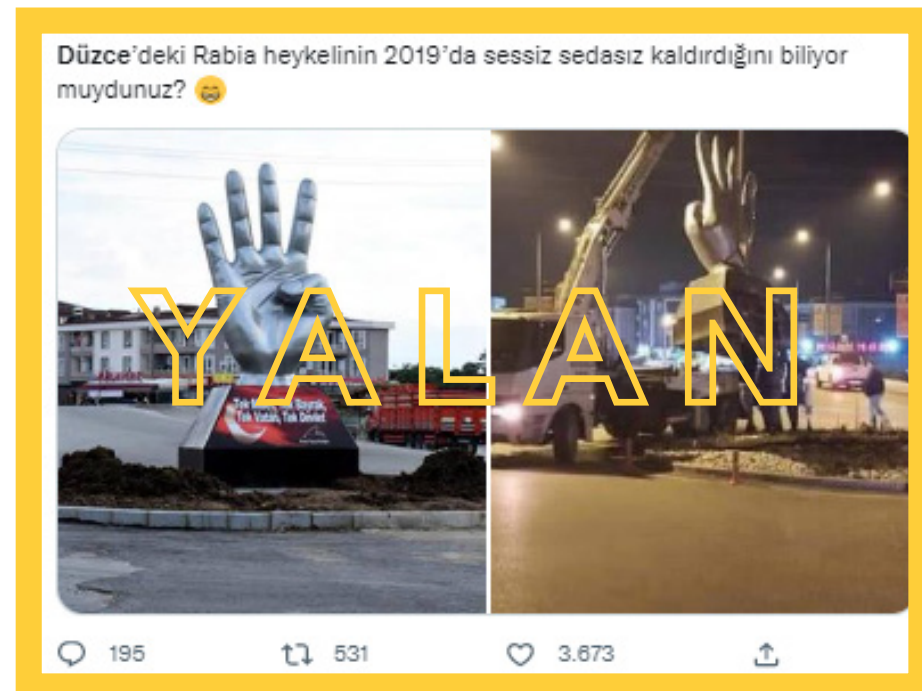 Düzce'deki Rabia heykelinin 2019'da sessiz sedasız kaldırdığını biliyor
muydunuz?
YALAN
Tek Vatan, Tek Devlet
195 531 3.673